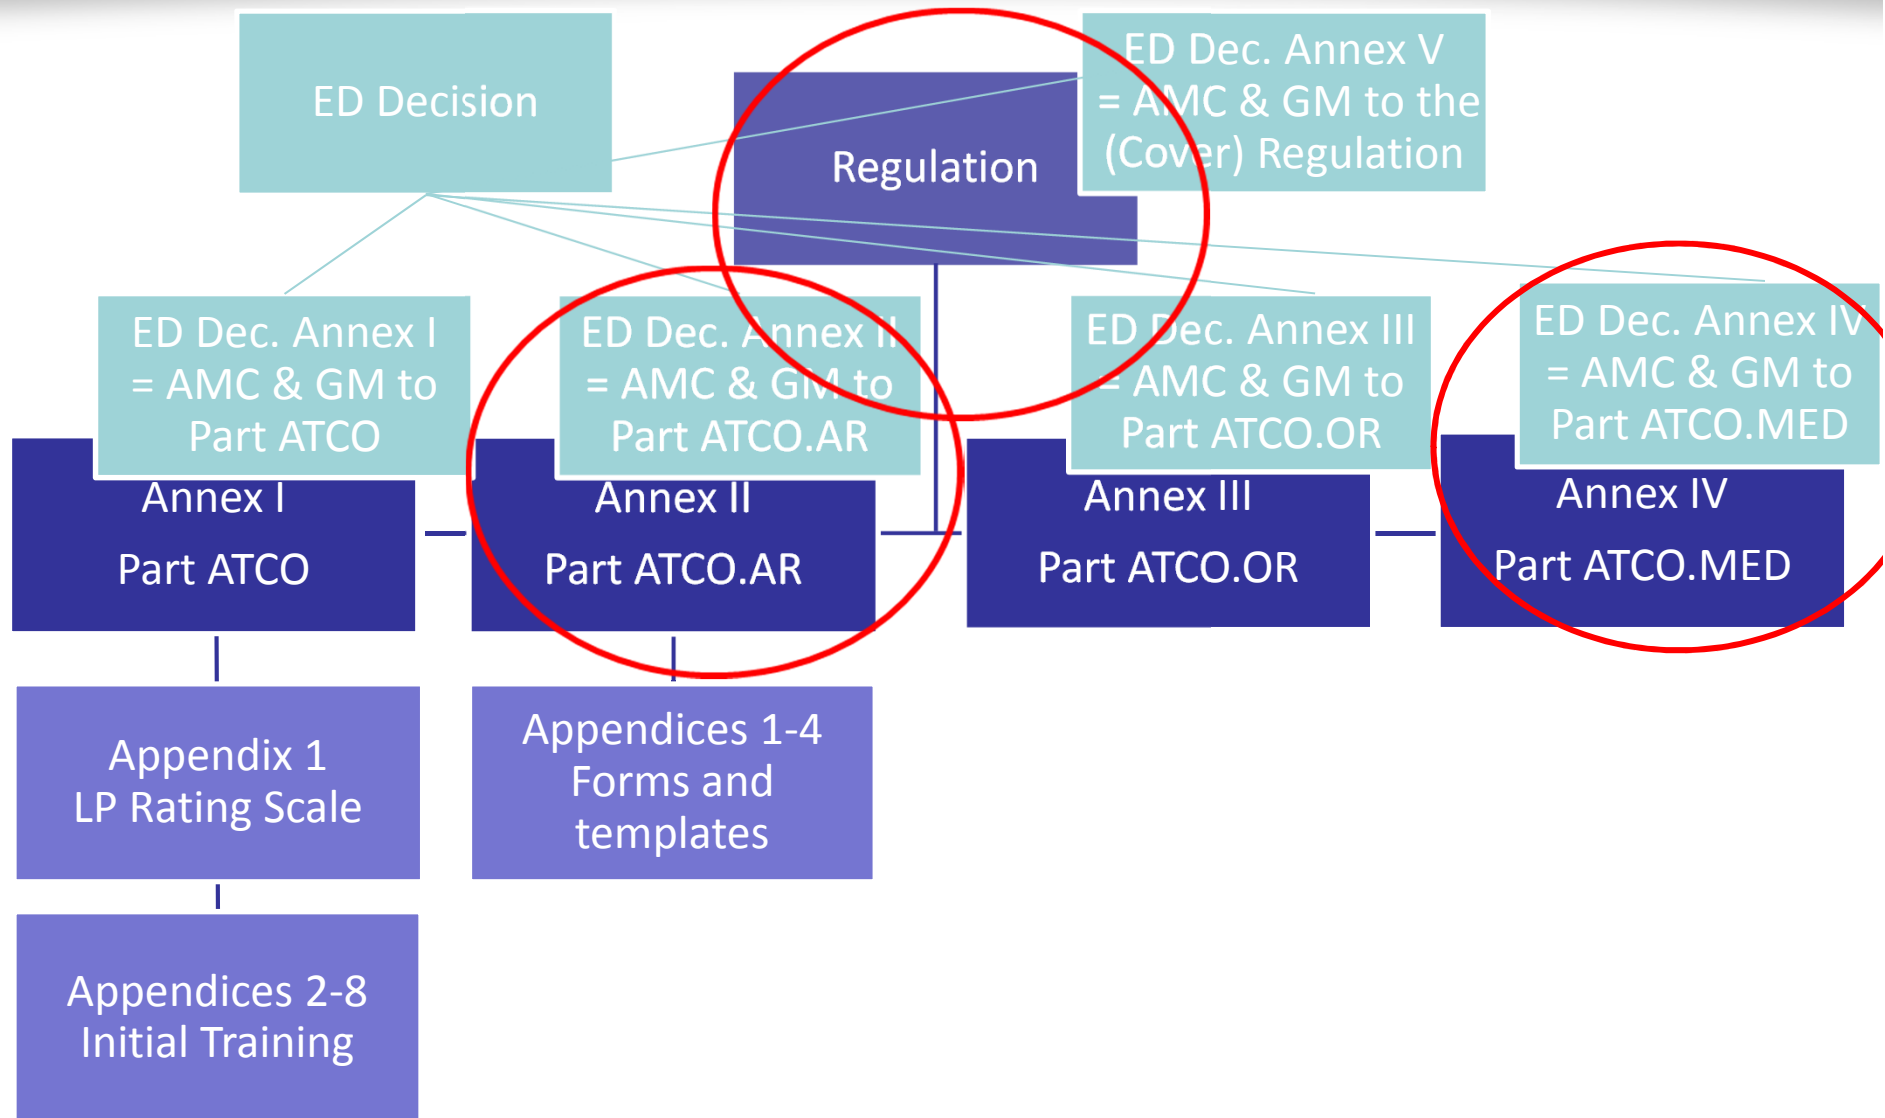 ED Decision
Regulation
ED Dec. Annex V
= AMC & GM to the
(Cover) Regulation
ED Dec. Annex I
= AMC & GM to
Part ATCO
ED Dec. Annex II
= AMC & GM to
Part ATCO.AR
ED Dec. Annex III
= AMC & GM to
Part ATCO.OR
ED Dec. Annex IV
= AMC & GM to
Part ATCO.MED
Annex I
Part ATCO
Annex II
Part ATCO.AR
Annex III
Part ATCO.OR
Annex IV
Part ATCO.MED
Appendix 1
LP Rating Scale
Appendices 1-4
Forms and
templates
Appendices 2-8
Initial Training